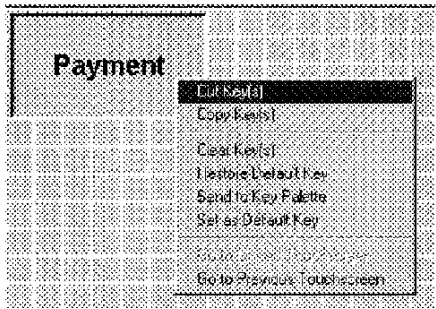 Payment
Cut Key(s)
Copy Key(s)
Clear Key(s)
Restore Default Key
Send to Key Palette
Set as Default Key
Go to Previous Touchscreen